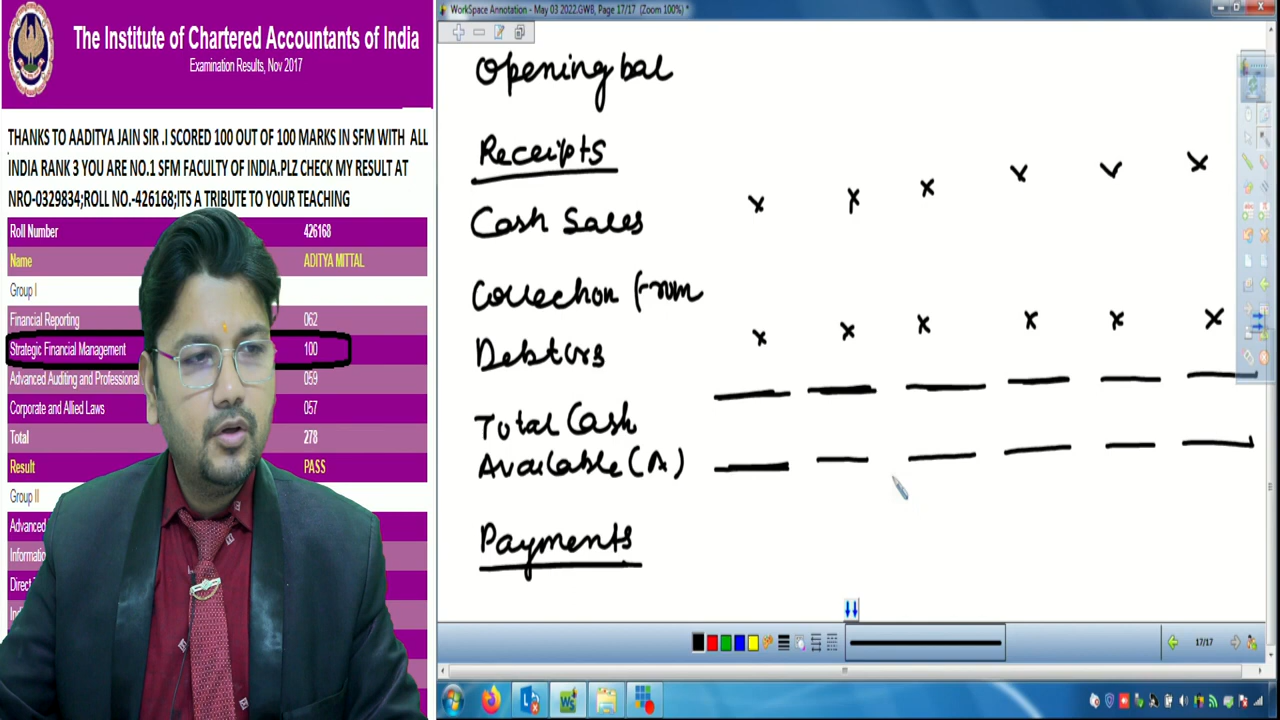 The Institute of Chartered Accountants of India
Examination Results, Nov 2017
THANKS TO AADITYA JAIN SIR .I SCORED 100 OUT OF 100 MARKS IN SFM WITH ALL
INDIA RANK 3 YOU ARE NO.1 SFM FACULTY OF INDIA.PLZ CHECK MY RESULT AT
NRO-0329834;ROLL NO.-426168;ITS A TRIBUTE TO YOUR TEACHING
Roll Number 426168
Name ADITYA MITTAL
Group I
Financial Reporting 062
Strategic Financial Management 100
Advanced Auditing and Professional 059
Corporate and Allied Laws 057
Total 278
Result PASS
Group II
Advanced
Informatio
Direct
WorkSpace Annotation - May 03 2022.GWB, Page 17/17 (Zoom 100%) *
Opening bal
Receipts
Cash Sales x x x x x x
Collection from
Debtors x x x x x x
Total Cash
Available (A)
Payments
17/17